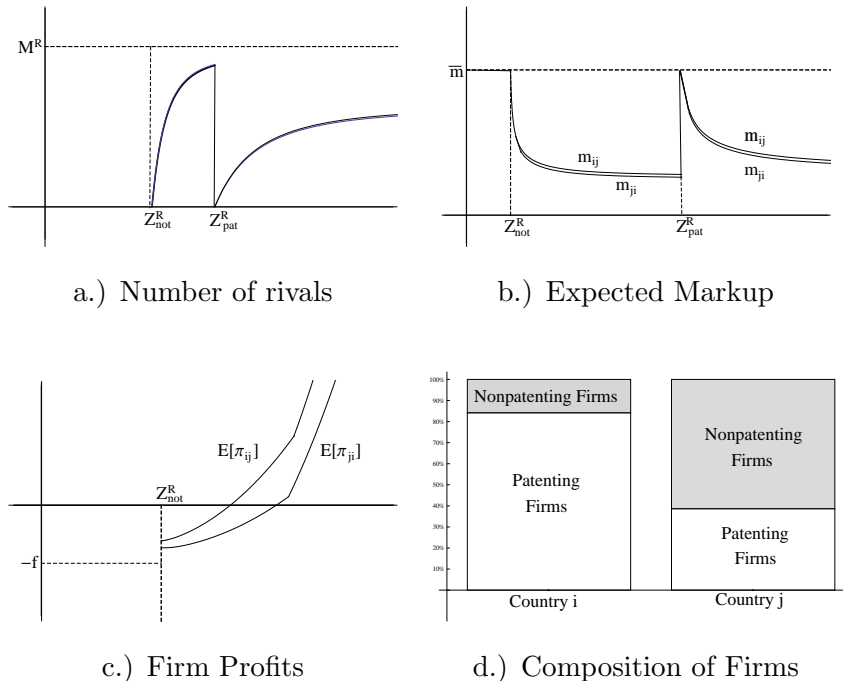 M^R
Z^R_not
Z^R_pat
a.) Number of rivals
m̅
m_ij
m_ji
m_ij
m_ji
Z^R_not
Z^R_pat
b.) Expected Markup
E[π_ij]
E[π_ji]
Z^R_not
−f
c.) Firm Profits
100%
90%
80%
70%
60%
50%
40%
30%
20%
10%
Nonpatenting Firms
Patenting
Firms
Country i
Nonpatenting
Firms
Patenting
Firms
Country j
d.) Composition of Firms